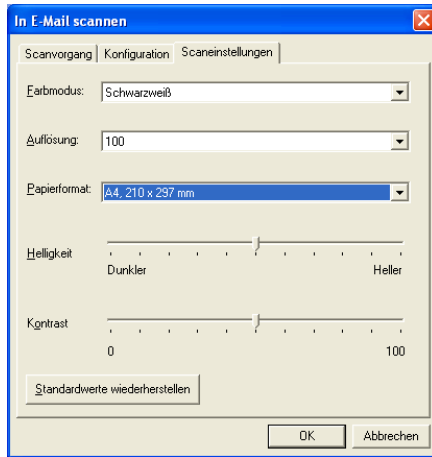 In E-Mail scannen
Scanvorgang Konfiguration Scaneinstellungen
Farbmodus: Schwarzweiß
Auflösung: 100
Papierformat: A4, 210 x 297 mm
Helligkeit
Dunkler Heller
Kontrast
0 100
Standardwerte wiederherstellen
OK Abbrechen